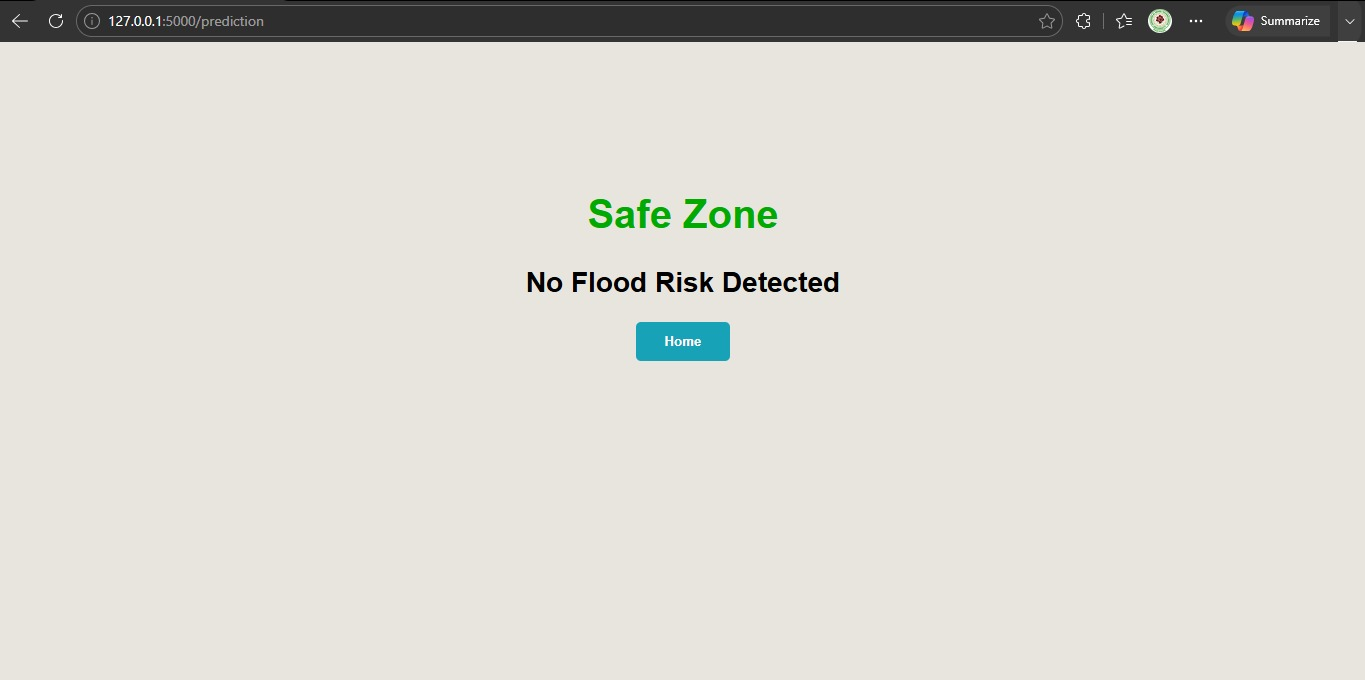 127.0.0.1:5000/prediction
Summarize
Safe Zone
No Flood Risk Detected
Home